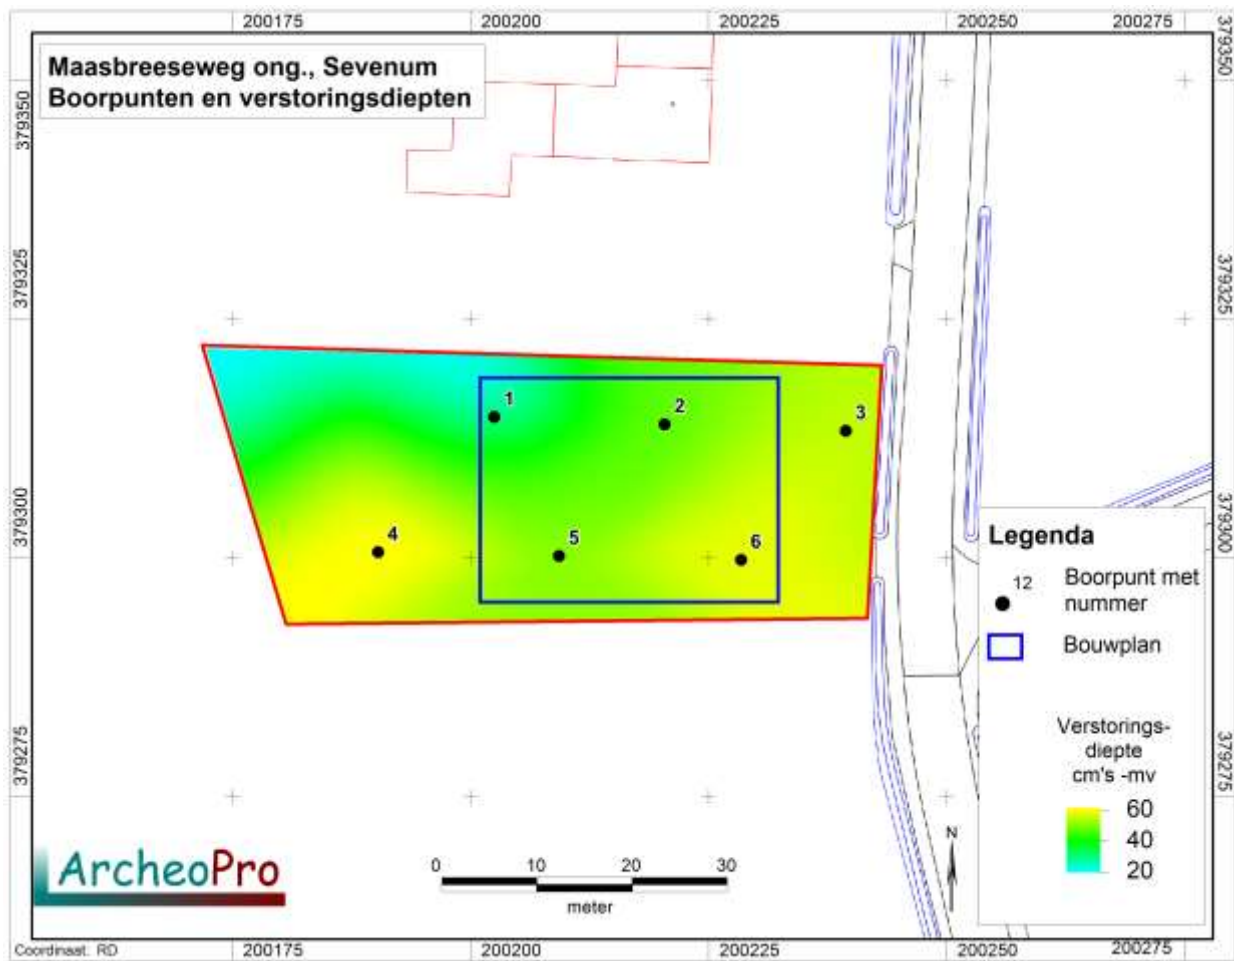 200175 200200 200225 200250 200275
Maasbreeseweg ong., Sevenum
Boorpunten en verstoringsdiepten
379350
379350
379325
379325
1
2
3
379300
379300
4
5
6
Legenda
12 Boorpunt met
nummer
Bouwplan
379275
379275
Verstorings-
diepte
cm's -mv
60
40
20
N
ArcheoPro
0 10 20 30
meter
Coordinaat: RD
200175 200200 200225 200250 200275